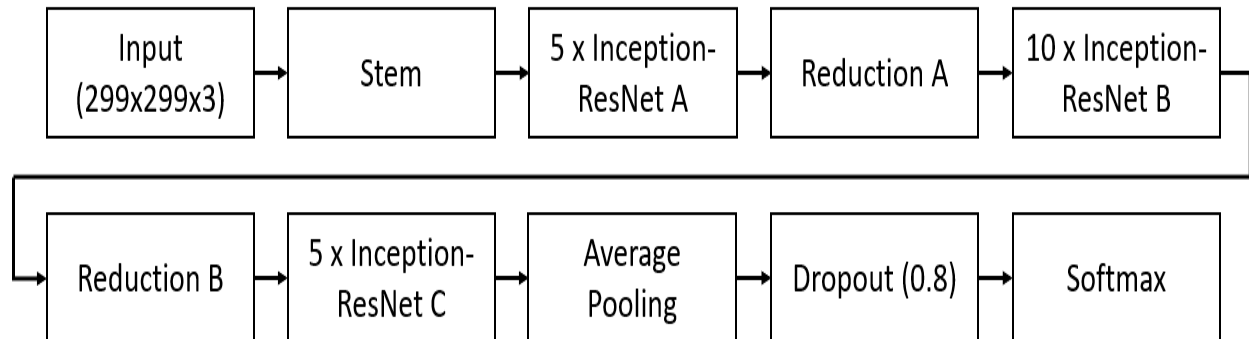 Input
(299x299x3)
Stem
5 x Inception-
ResNet A
Reduction A
10 x Inception-
ResNet B
Reduction B
5 x Inception-
ResNet C
Average
Pooling
Dropout (0.8)
Softmax